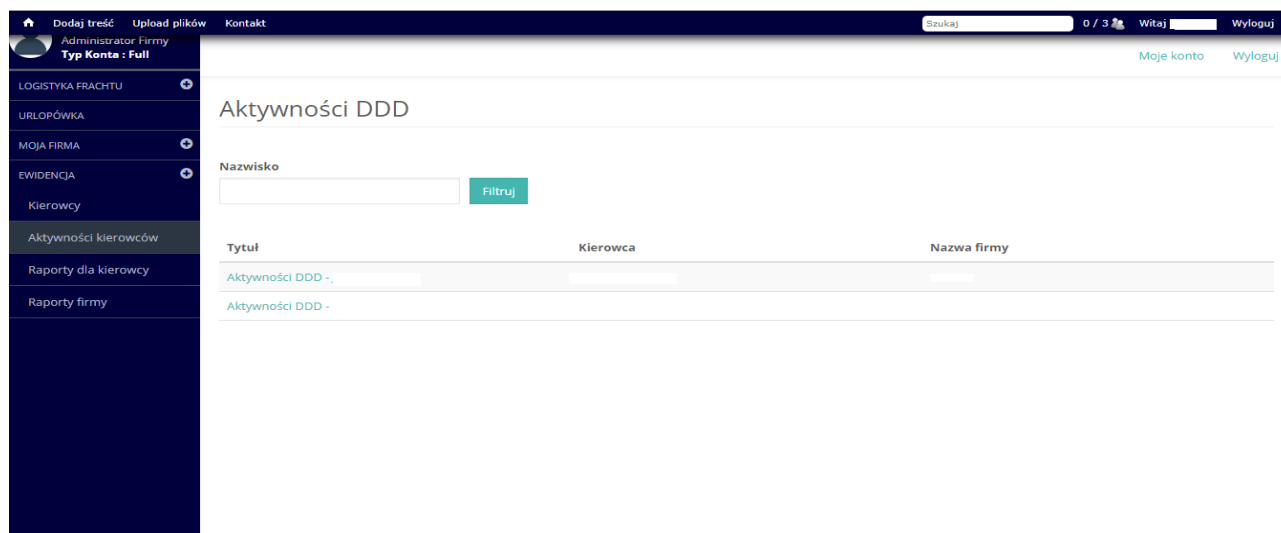 Dodaj treść Upload plików Kontakt Szukaj 0 / 3 Witaj Wyloguj
Administrator Firmy
Typ Konta : Full
Moje konto Wyloguj
LOGISTYKA FRACHTU
URLOPÓWKA
MOJA FIRMA
EWIDENCJA
Kierowcy
Aktywności kierowców
Raporty dla kierowcy
Raporty firmy
Aktywności DDD
Nazwisko
Filtruj
Tytuł Kierowca Nazwa firmy
Aktywności DDD -
Aktywności DDD -